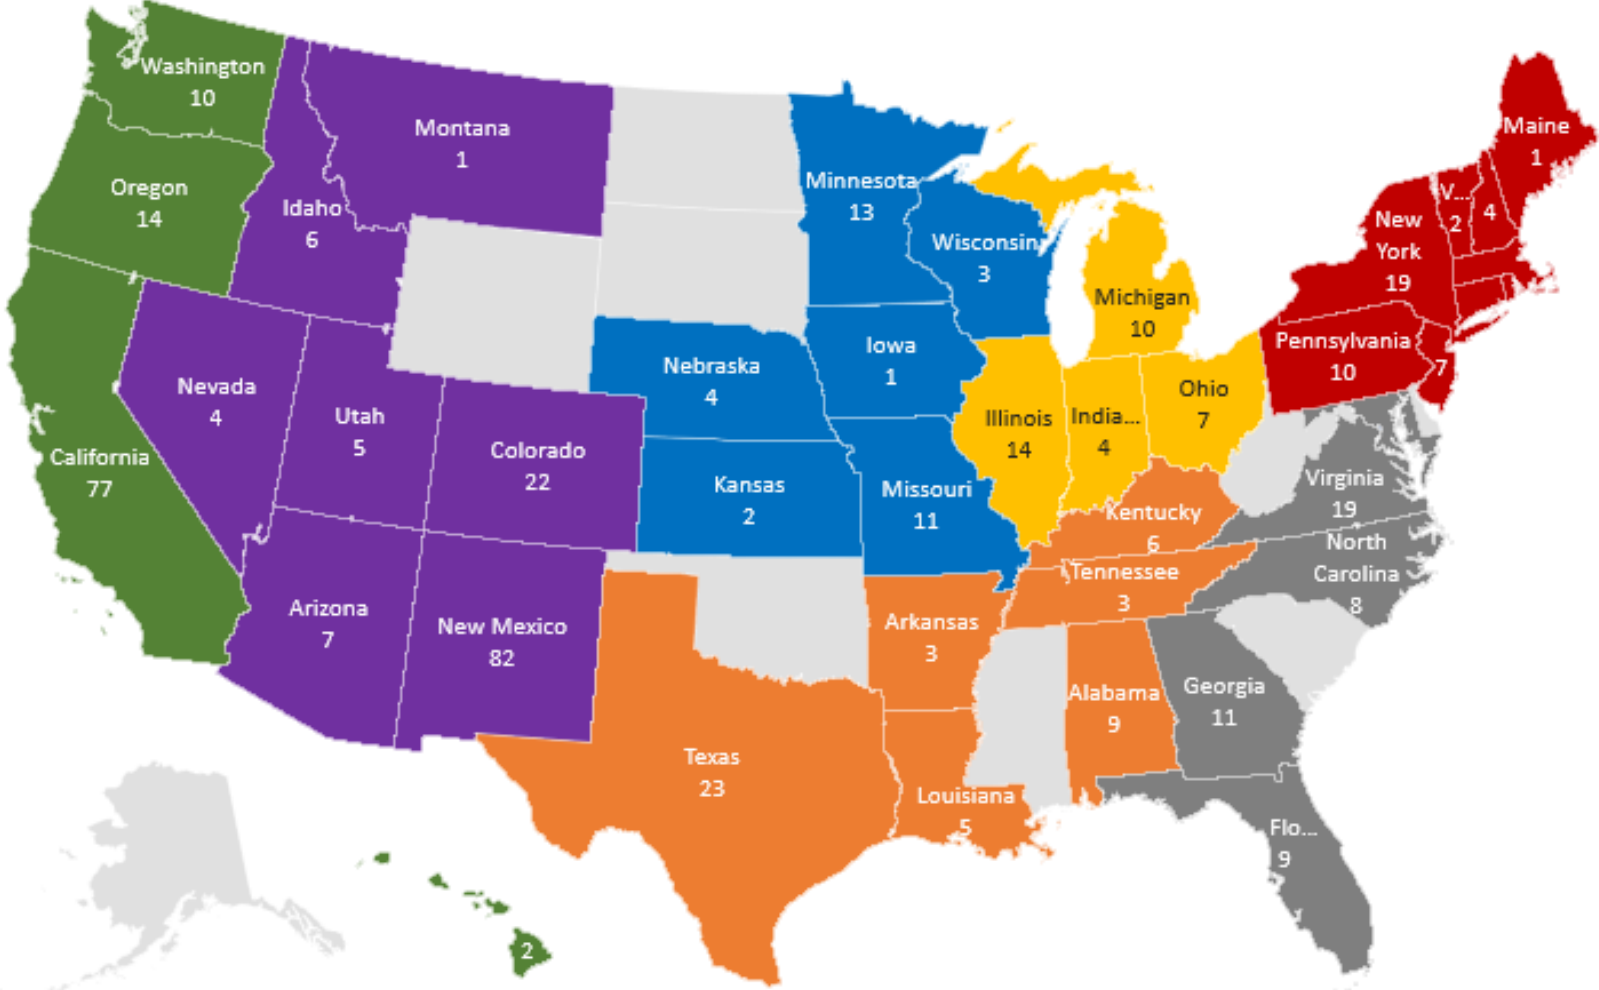 Washington
10
Oregon
14
California
77
Idaho
6
Montana
1
Nevada
4
Utah
5
Colorado
22
Arizona
7
New Mexico
82
Nebraska
4
Kansas
2
Minnesota
13
Wisconsin
3
Iowa
1
Missouri
11
Michigan
10
Illinois
14
India...
4
Ohio
7
Kentucky
6
Tennessee
3
Arkansas
3
Alabama
9
Louisiana
5
Texas
23
Maine
1
V...
2
4
New
York
19
Pennsylvania
10
7
Virginia
19
North
Carolina
8
Georgia
11
Flo...
9
2